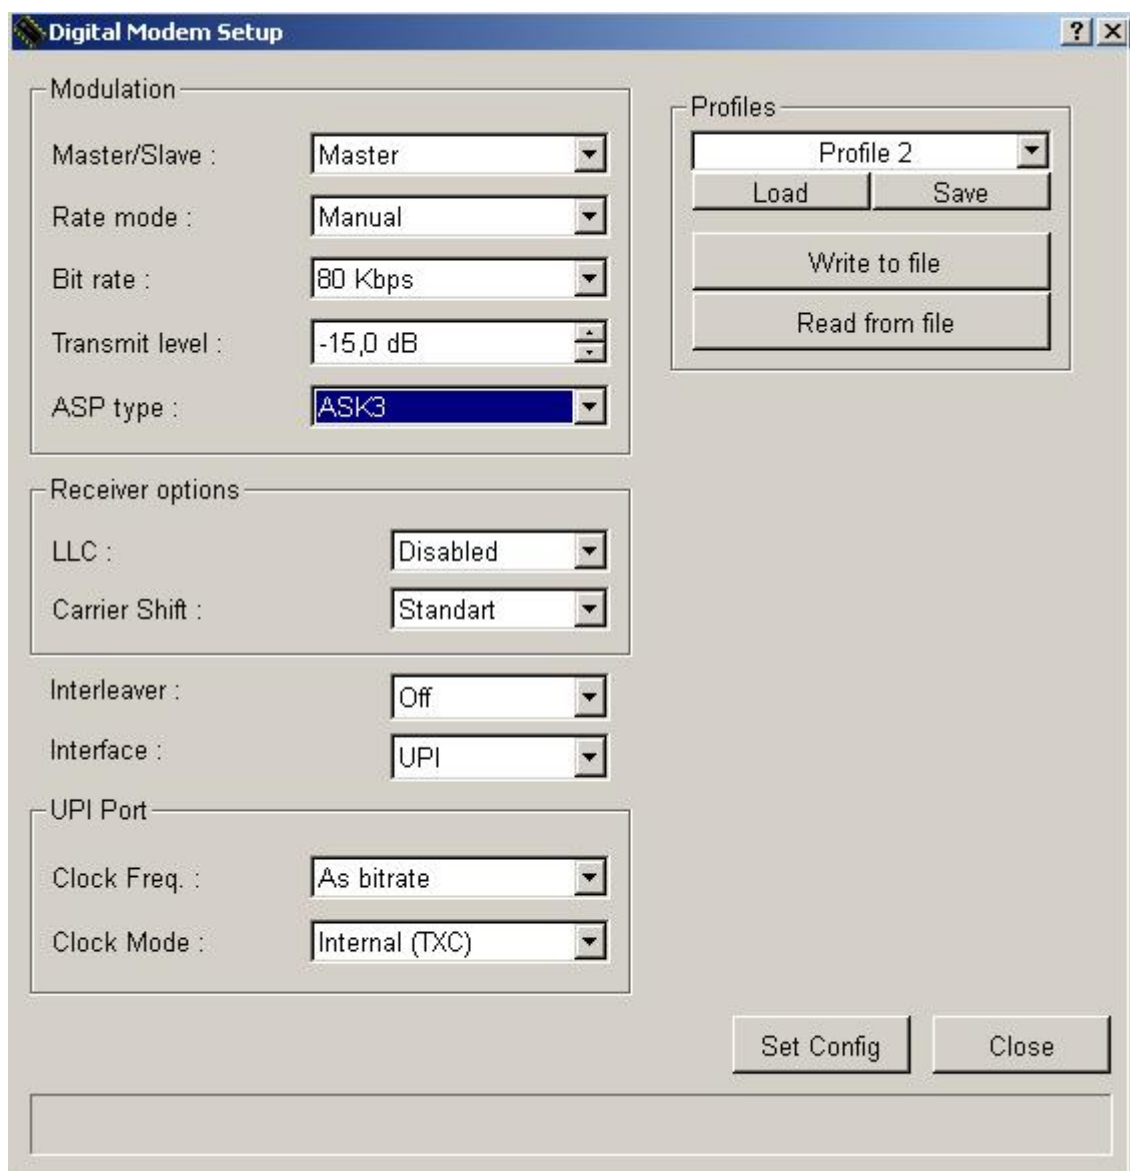 Digital Modem Setup
Modulation
Master/Slave : Master
Rate mode : Manual
Bit rate : 80 Kbps
Transmit level : -15,0 dB
ASP type : ASK3
Profiles
Profile 2
Load Save
Write to file
Read from file
Receiver options
LLC : Disabled
Carrier Shift : Standart
Interleaver : Off
Interface : UPI
UPI Port
Clock Freq. : As bitrate
Clock Mode : Internal (TXC)
Set Config Close